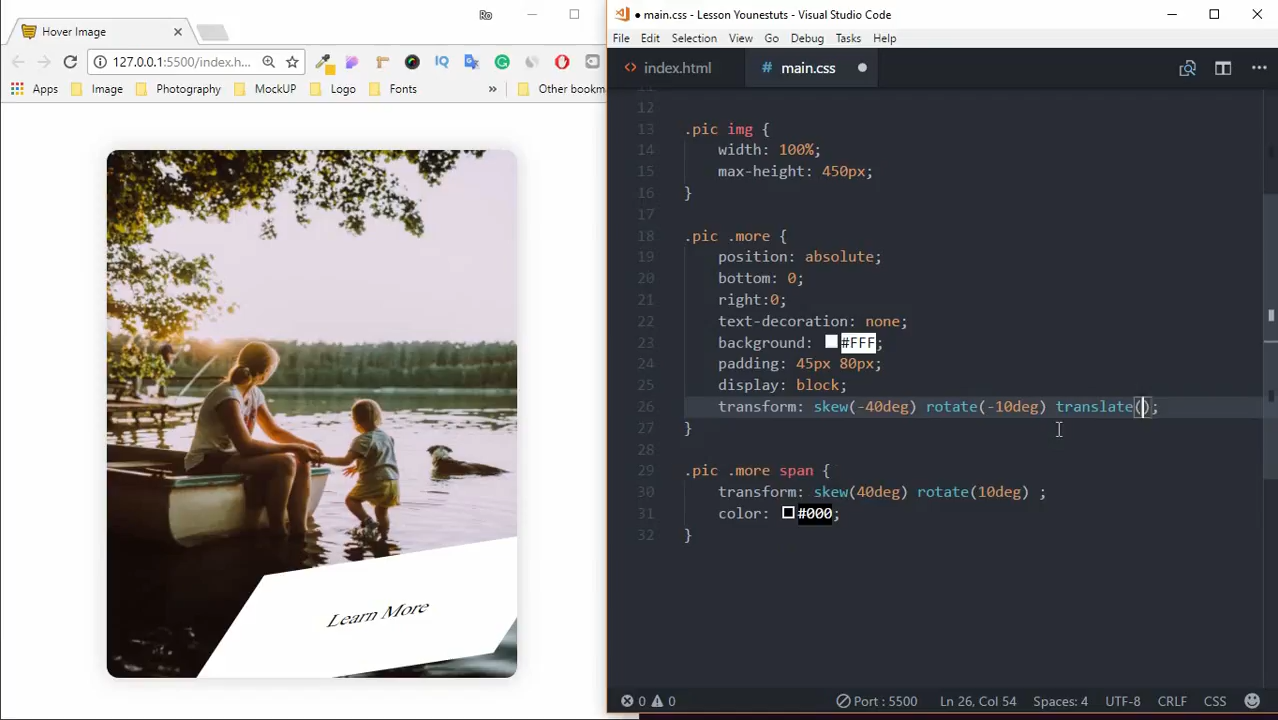 Hover Image
Ro
127.0.0.1:5500/index.h...
IQ
Apps Image Photography MockUP Logo Fonts » Other bookma
Learn More
● main.css - Lesson Younestuts - Visual Studio Code
File Edit Selection View Go Debug Tasks Help
<> index.html # main.css ●
12
13 .pic img {
14 width: 100%;
15 max-height: 450px;
16 }
17
18 .pic .more {
19 position: absolute;
20 bottom: 0;
21 right:0;
22 text-decoration: none;
23 background: #FFF;
24 padding: 45px 80px;
25 display: block;
26 transform: skew(-40deg) rotate(-10deg) translate();
27 }
28
29 .pic .more span {
30 transform: skew(40deg) rotate(10deg) ;
31 color: #000;
32 }
0 0 Port : 5500 Ln 26, Col 54 Spaces: 4 UTF-8 CRLF CSS